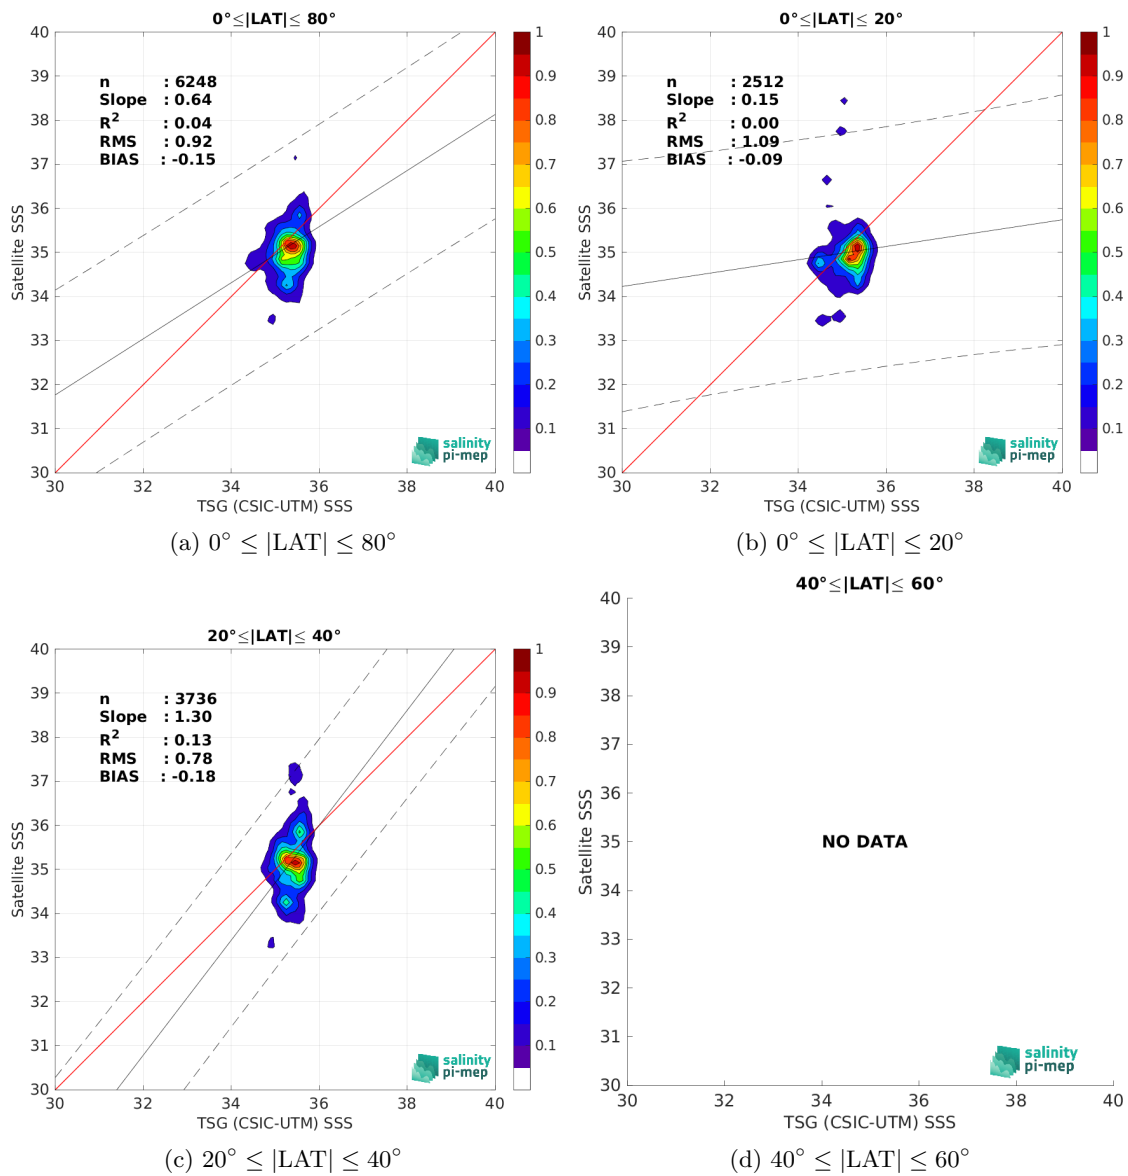 0°≤|LAT|≤ 80°
40
39
38
37
36
35
34
33
32
31
30
Satellite SSS
n : 6248
Slope : 0.64
R² : 0.04
RMS : 0.92
BIAS : -0.15
1
0.9
0.8
0.7
0.6
0.5
0.4
0.3
0.2
0.1
salinity
pi-mep
30 32 34 36 38 40
TSG (CSIC-UTM) SSS
(a) 0° ≤ |LAT| ≤ 80°
0°≤|LAT|≤ 20°
40
39
38
37
36
35
34
33
32
31
30
Satellite SSS
n : 2512
Slope : 0.15
R² : 0.00
RMS : 1.09
BIAS : -0.09
1
0.9
0.8
0.7
0.6
0.5
0.4
0.3
0.2
0.1
salinity
pi-mep
30 32 34 36 38 40
TSG (CSIC-UTM) SSS
(b) 0° ≤ |LAT| ≤ 20°
20°≤|LAT|≤ 40°
40
39
38
37
36
35
34
33
32
31
30
Satellite SSS
n : 3736
Slope : 1.30
R² : 0.13
RMS : 0.78
BIAS : -0.18
1
0.9
0.8
0.7
0.6
0.5
0.4
0.3
0.2
0.1
salinity
pi-mep
30 32 34 36 38 40
TSG (CSIC-UTM) SSS
(c) 20° ≤ |LAT| ≤ 40°
40°≤|LAT|≤ 60°
40
39
38
37
36
35
34
33
32
31
30
Satellite SSS
NO DATA
salinity
pi-mep
30 32 34 36 38 40
TSG (CSIC-UTM) SSS
(d) 40° ≤ |LAT| ≤ 60°